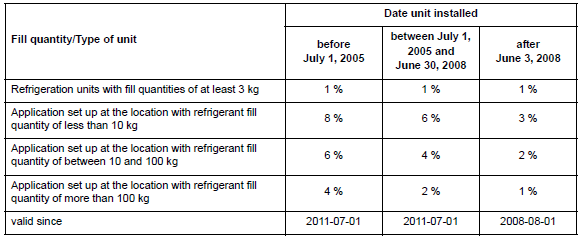 Fill quantity/Type of unit
Date unit installed
before
July 1, 2005
between July 1,
2005 and
June 30, 2008
after
June 3, 2008
Refrigeration units with fill quantities of at least 3 kg
1 %
1 %
1 %
Application set up at the location with refrigerant fill
quantity of less than 10 kg
8 %
6 %
3 %
Application set up at the location with refrigerant fill
quantity of between 10 and 100 kg
6 %
4 %
2 %
Application set up at the location with refrigerant fill
quantity of more than 100 kg
4 %
2 %
1 %
valid since
2011-07-01
2011-07-01
2008-08-01